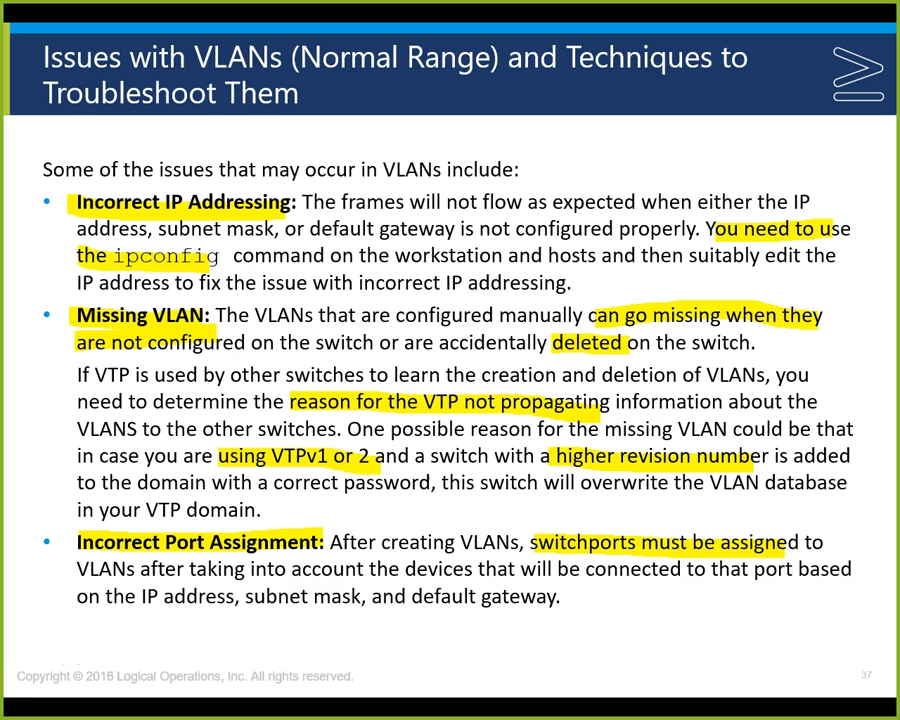 Issues with VLANs (Normal Range) and Techniques to
Troubleshoot Them
Some of the issues that may occur in VLANs include:
• Incorrect IP Addressing: The frames will not flow as expected when either the IP
address, subnet mask, or default gateway is not configured properly. You need to use
the ipconfig command on the workstation and hosts and then suitably edit the
IP address to fix the issue with incorrect IP addressing.
• Missing VLAN: The VLANs that are configured manually can go missing when they
are not configured on the switch or are accidentally deleted on the switch.
If VTP is used by other switches to learn the creation and deletion of VLANs, you
need to determine the reason for the VTP not propagating information about the
VLANS to the other switches. One possible reason for the missing VLAN could be that
in case you are using VTPv1 or 2 and a switch with a higher revision number is added
to the domain with a correct password, this switch will overwrite the VLAN database
in your VTP domain.
• Incorrect Port Assignment: After creating VLANs, switchports must be assigned to
VLANs after taking into account the devices that will be connected to that port based
on the IP address, subnet mask, and default gateway.
Copyright © 2016 Logical Operations, Inc. All rights reserved.
37